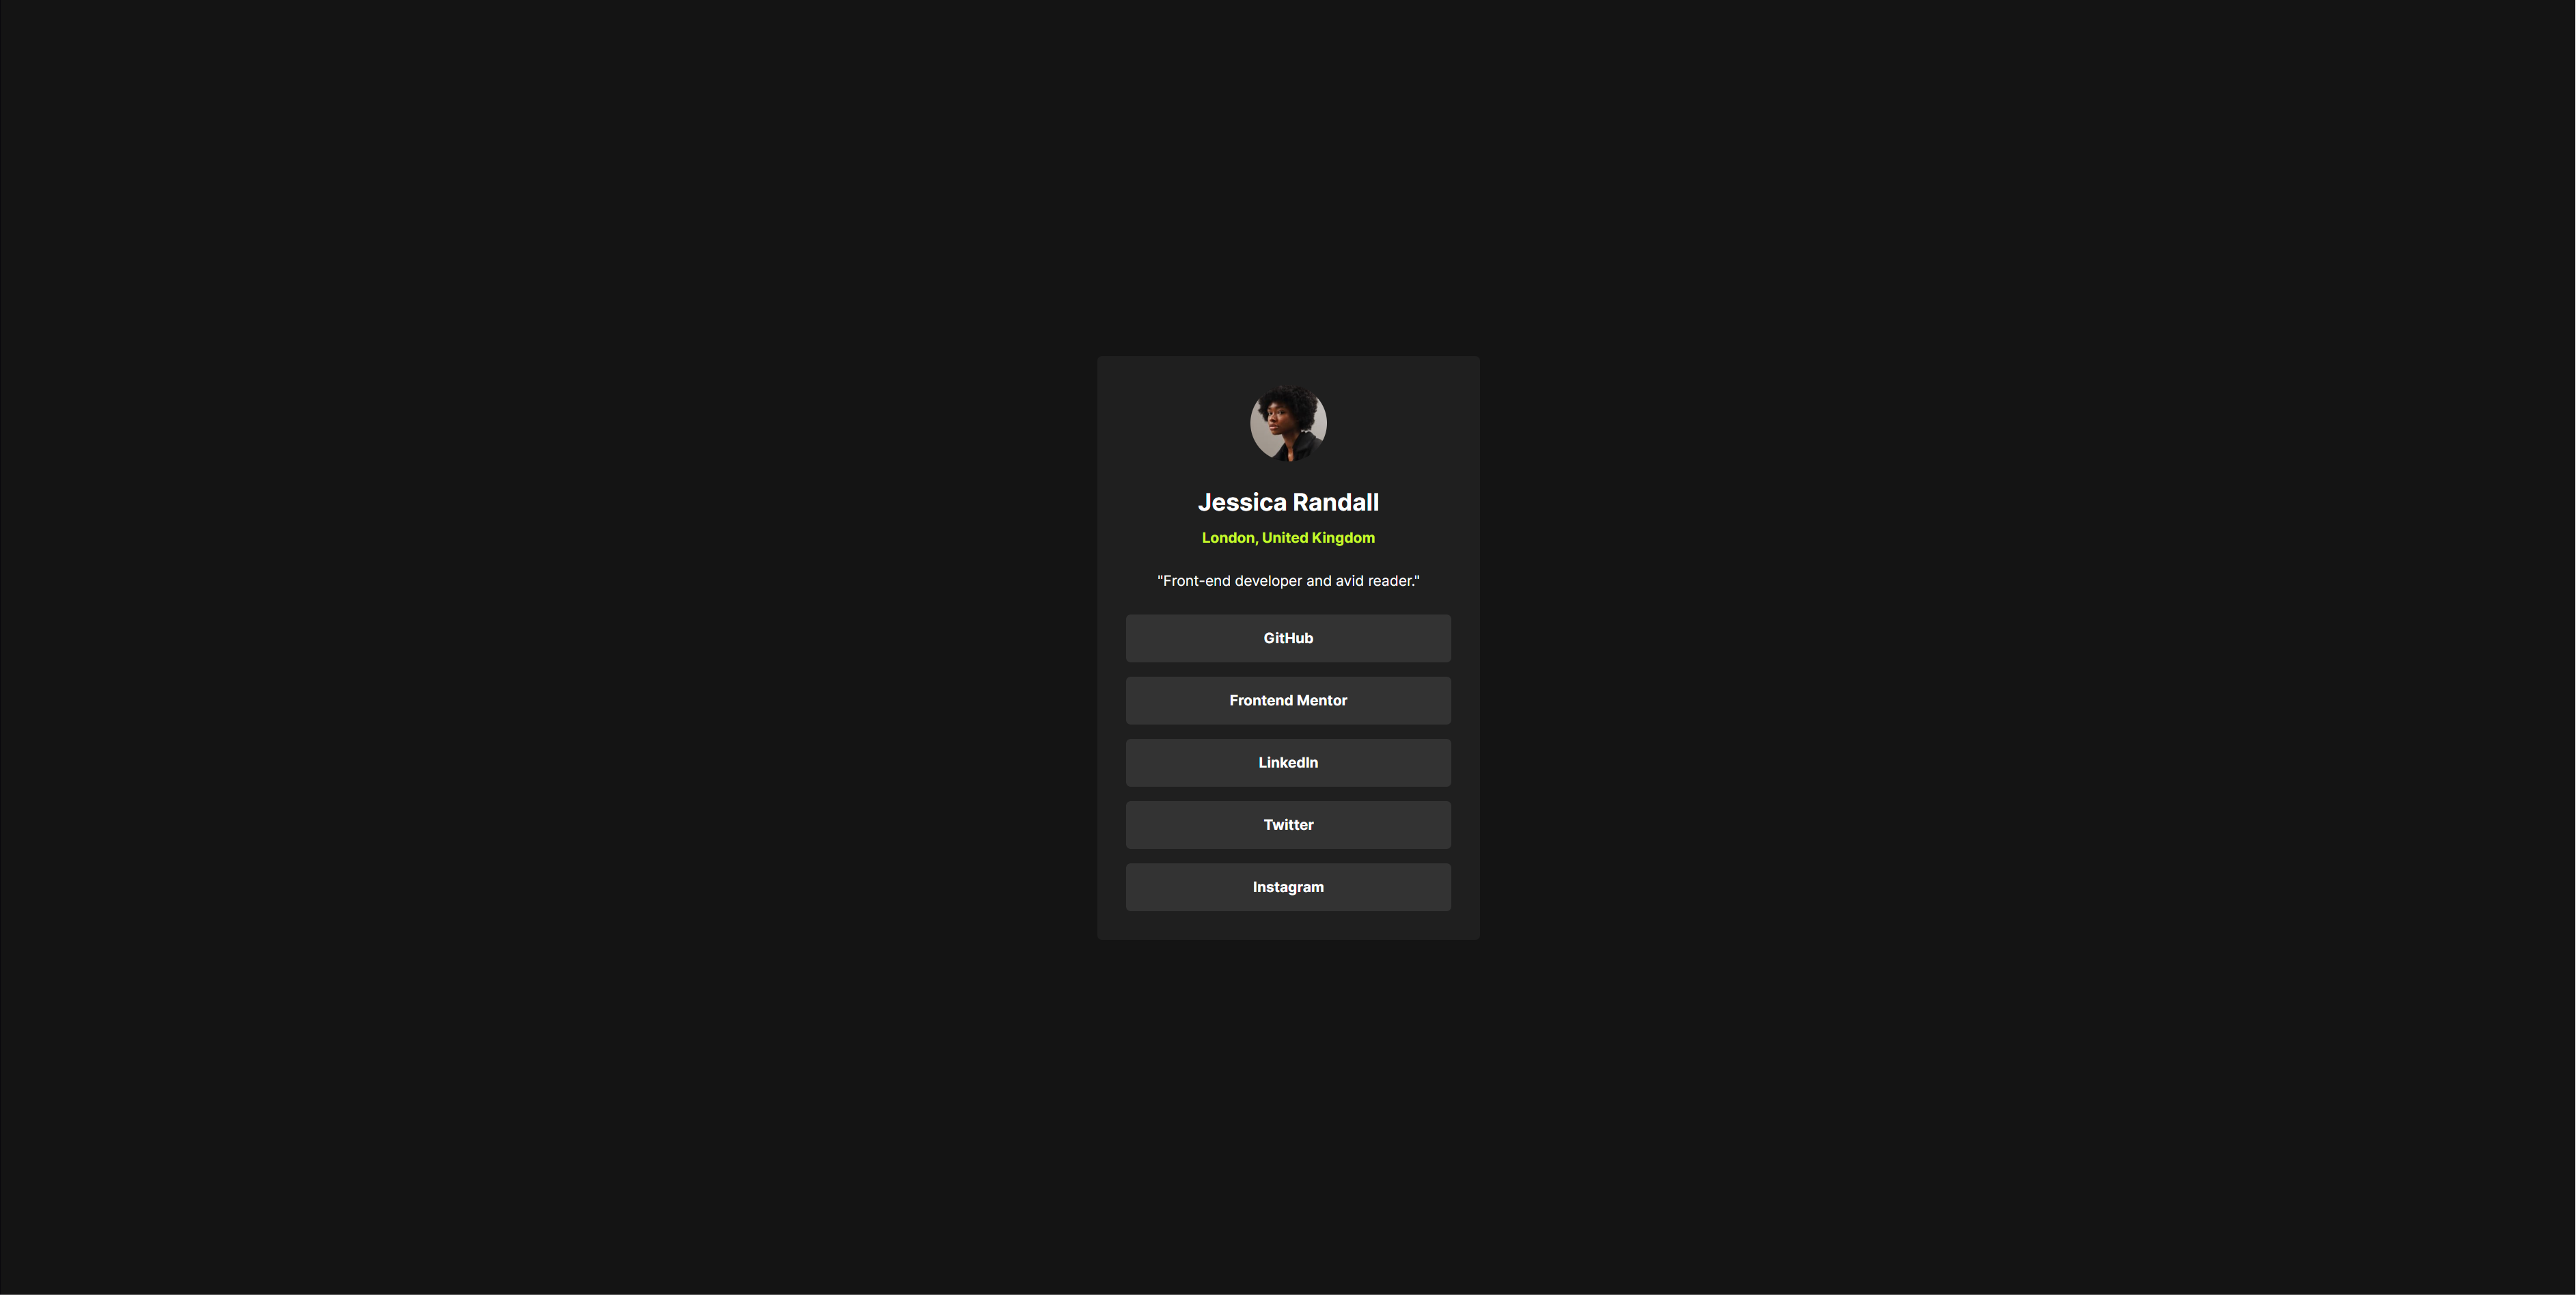 Jessica Randall
London, United Kingdom
"Front-end developer and avid reader."
GitHub
Frontend Mentor
LinkedIn
Twitter
Instagram